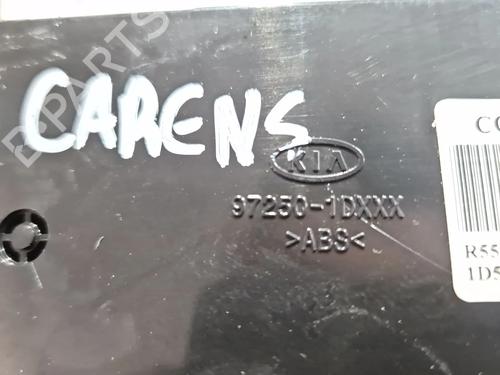 B-PARTS
CARENS
KIA
97250-1DXXX
>ABS<
CO
R55
1D5